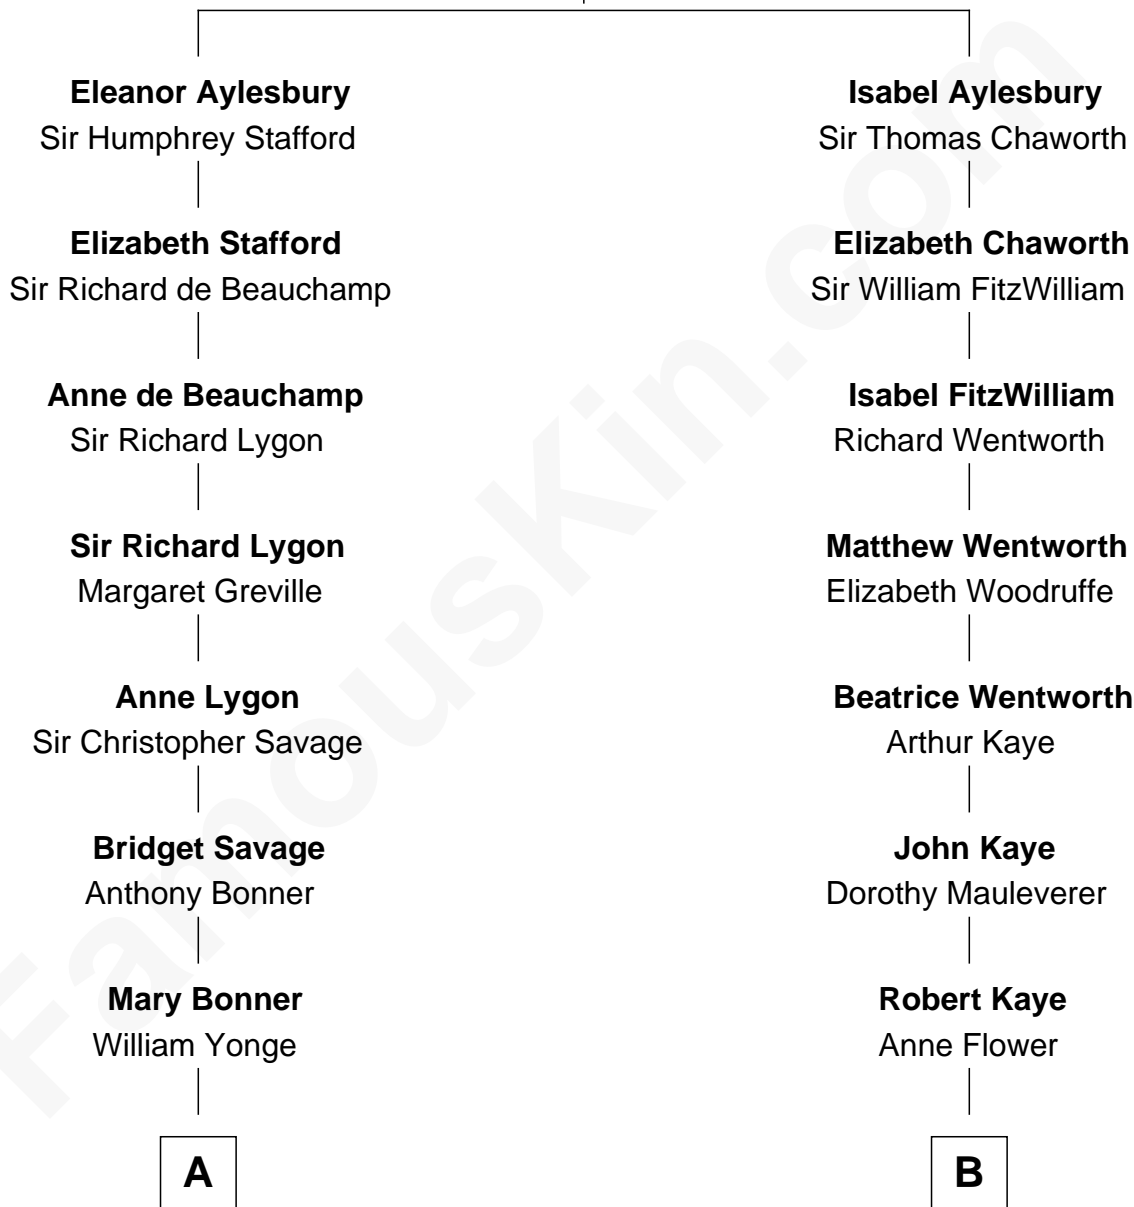 Eleanor Aylesbury
Sir Humphrey Stafford
Elizabeth Stafford
Sir Richard de Beauchamp
Anne de Beauchamp
Sir Richard Lygon
Sir Richard Lygon
Margaret Greville
Anne Lygon
Sir Christopher Savage
Bridget Savage
Anthony Bonner
Mary Bonner
William Yonge
A
Isabel Aylesbury
Sir Thomas Chaworth
Elizabeth Chaworth
Sir William FitzWilliam
Isabel FitzWilliam
Richard Wentworth
Matthew Wentworth
Elizabeth Woodruffe
Beatrice Wentworth
Arthur Kaye
John Kaye
Dorothy Mauleverer
Robert Kaye
Anne Flower
B
FamousKin.com